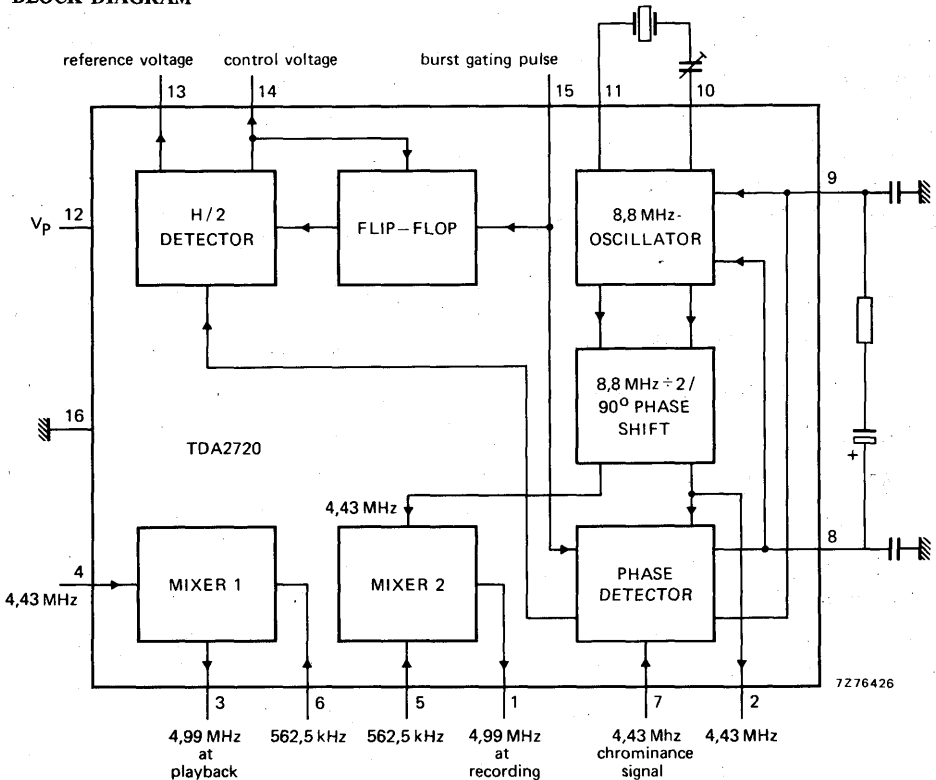 BLOCK DIAGRAM
reference voltage
control voltage
burst gating pulse
13
14
15
11
10
9
12
VP
H/2
DETECTOR
FLIP–FLOP
8,8 MHz-
OSCILLATOR
8,8 MHz ÷ 2/
90° PHASE
SHIFT
16
TDA2720
+
4,43 MHz
4
4,43 MHz
MIXER 1
MIXER 2
PHASE
DETECTOR
8
7Z76426
3
6
5
1
7
2
4,99 MHz
at
playback
562,5 kHz
562,5 kHz
4,99 MHz
at
recording
4,43 Mhz
chrominance
signal
4,43 MHz